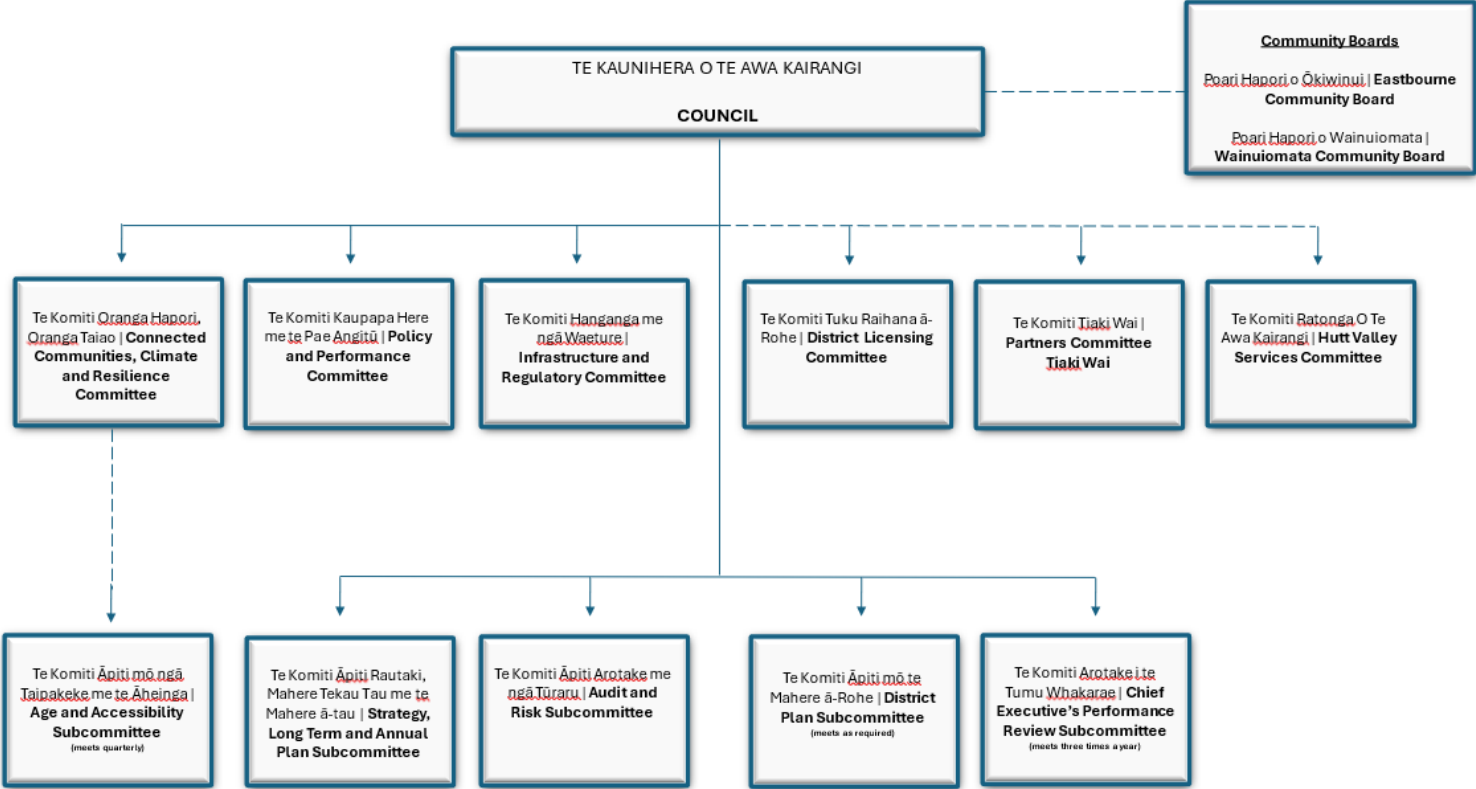 TE KAUNIHERA O TE AWA KAIRANGI
COUNCIL
Community Boards
Poari Hapori o Ōkiwinui | Eastbourne
Community Board
Poari Hapori o Wainuiomata |
Wainuiomata Community Board
Te Komiti Oranga Hapori,
Oranga Taiao | Connected
Communities, Climate
and Resilience
Committee
Te Komiti Kaupapa Here
me te Pae Angitū | Policy
and Performance
Committee
Te Komiti Hanganga me
ngā Waeture |
Infrastructure and
Regulatory Committee
Te Komiti Tuku Raihana ā-
Rohe | District Licensing
Committee
Te Komiti Tiaki Wai |
Partners Committee
Tiaki Wai
Te Komiti Ratonga O Te
Awa Kairangi | Hutt Valley
Services Committee
Te Komiti Āpiti mō ngā
Taipakeke me te Āheinga |
Age and Accessibility
Subcommittee
(meets quarterly)
Te Komiti Āpiti Rautaki,
Mahere Tekau Tau me te
Mahere ā-tau | Strategy,
Long Term and Annual
Plan Subcommittee
Te Komiti Āpiti Arotake me
ngā Tūraru | Audit and
Risk Subcommittee
Te Komiti Āpiti mō te
Mahere ā-Rohe | District
Plan Subcommittee
(meets as required)
Te Komiti Arotake i te
Tumu Whakarae | Chief
Executive's Performance
Review Subcommittee
(meets three times a year)